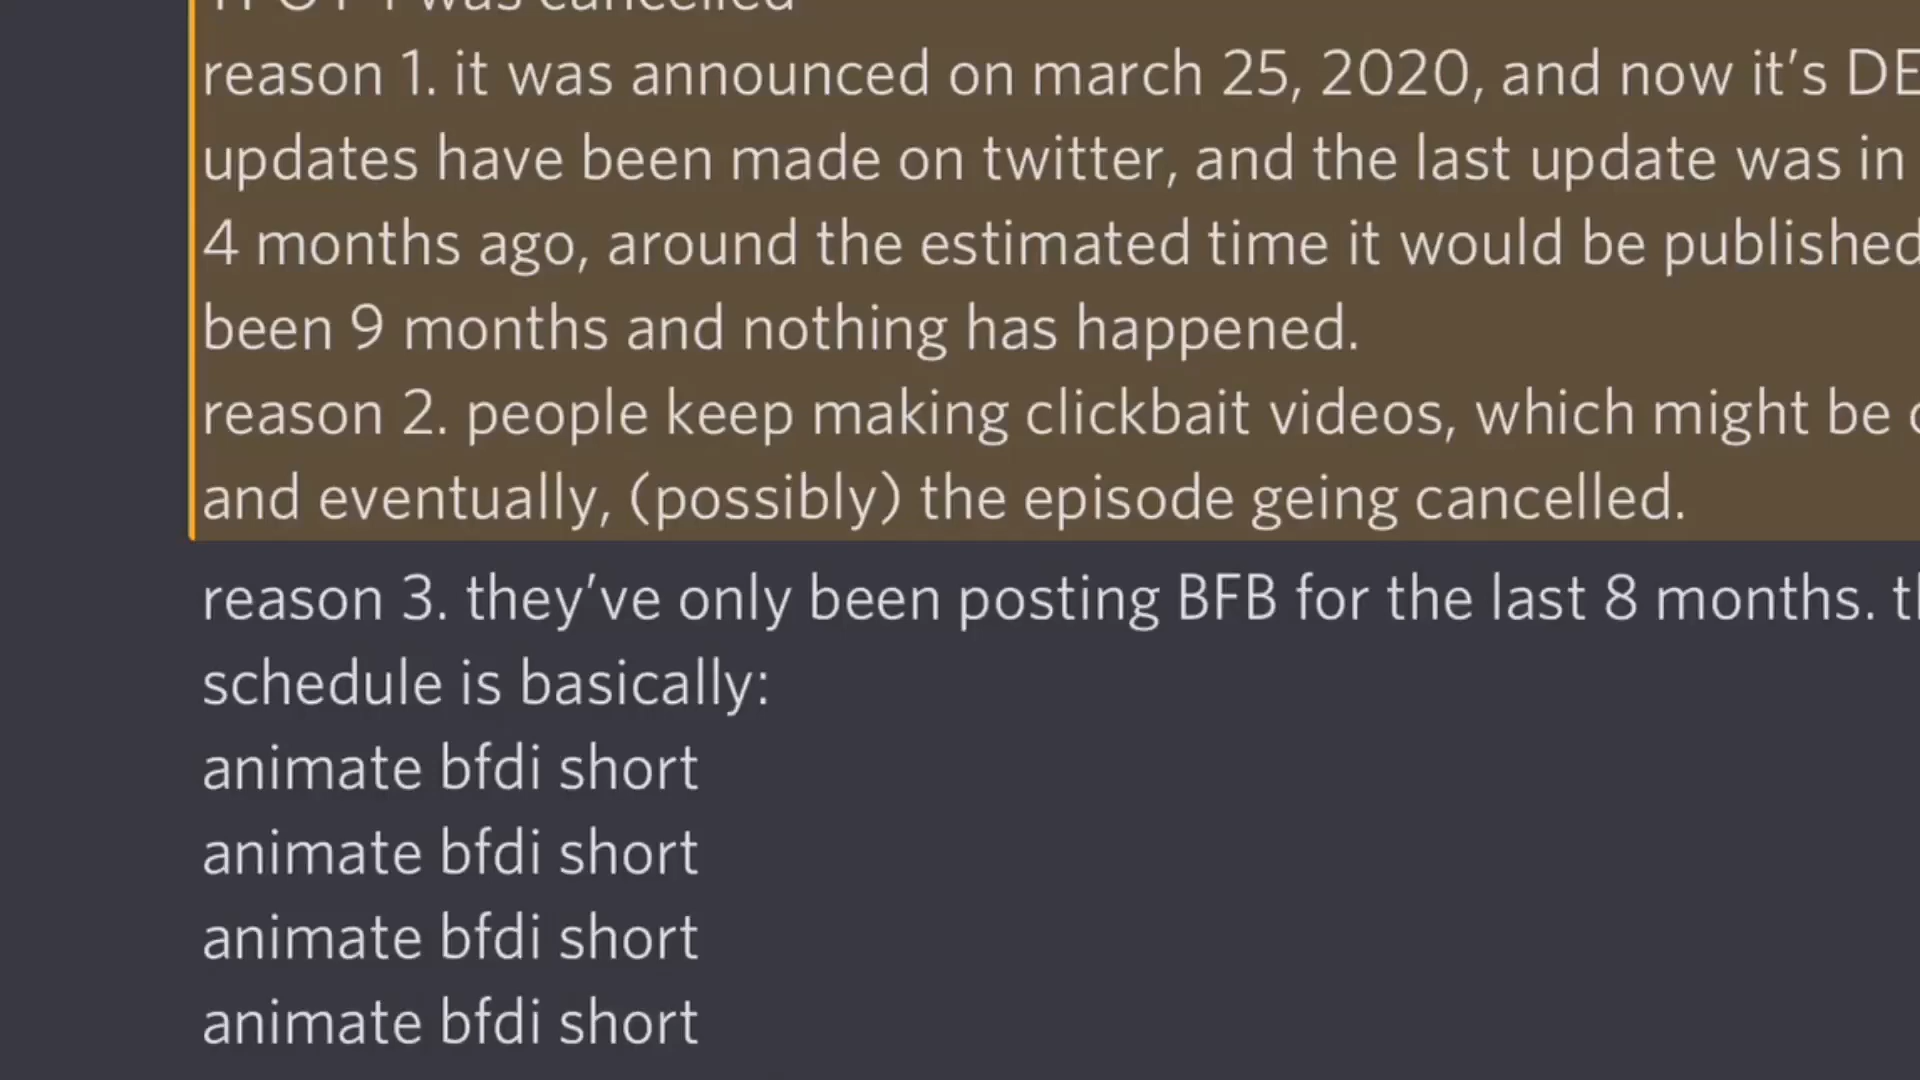 was cancelled
reason 1. it was announced on march 25, 2020, and now it's DE
updates have been made on twitter, and the last update was in
4 months ago, around the estimated time it would be published
been 9 months and nothing has happened.
reason 2. people keep making clickbait videos, which might be
and eventually, (possibly) the episode geing cancelled.
reason 3. they've only been posting BFB for the last 8 months.
schedule is basically:
animate bfdi short
animate bfdi short
animate bfdi short
animate bfdi short